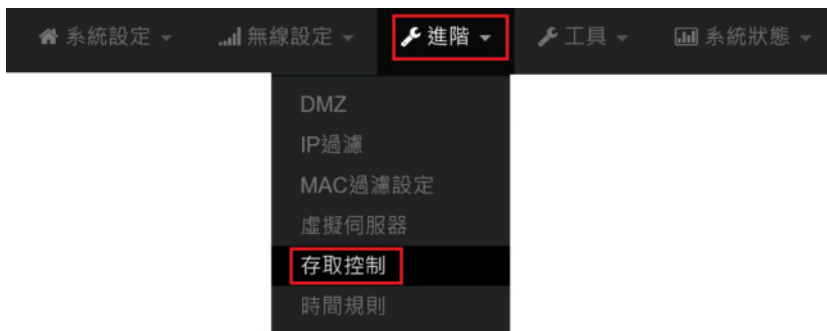 系統設定 無線設定 進階 工具 系統狀態
DMZ
IP過濾
MAC過濾設定
虛擬伺服器
存取控制
時間規則